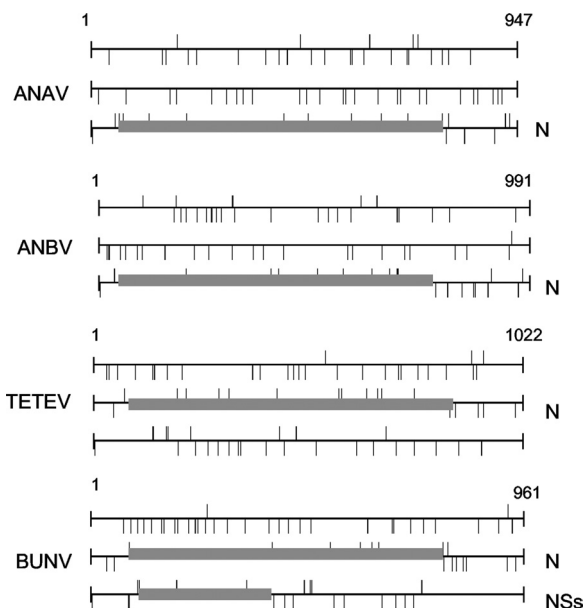 1 947
ANAV
N
1 991
ANBV
N
1 1022
TETEV
N
1 961
BUNV
N
NSs